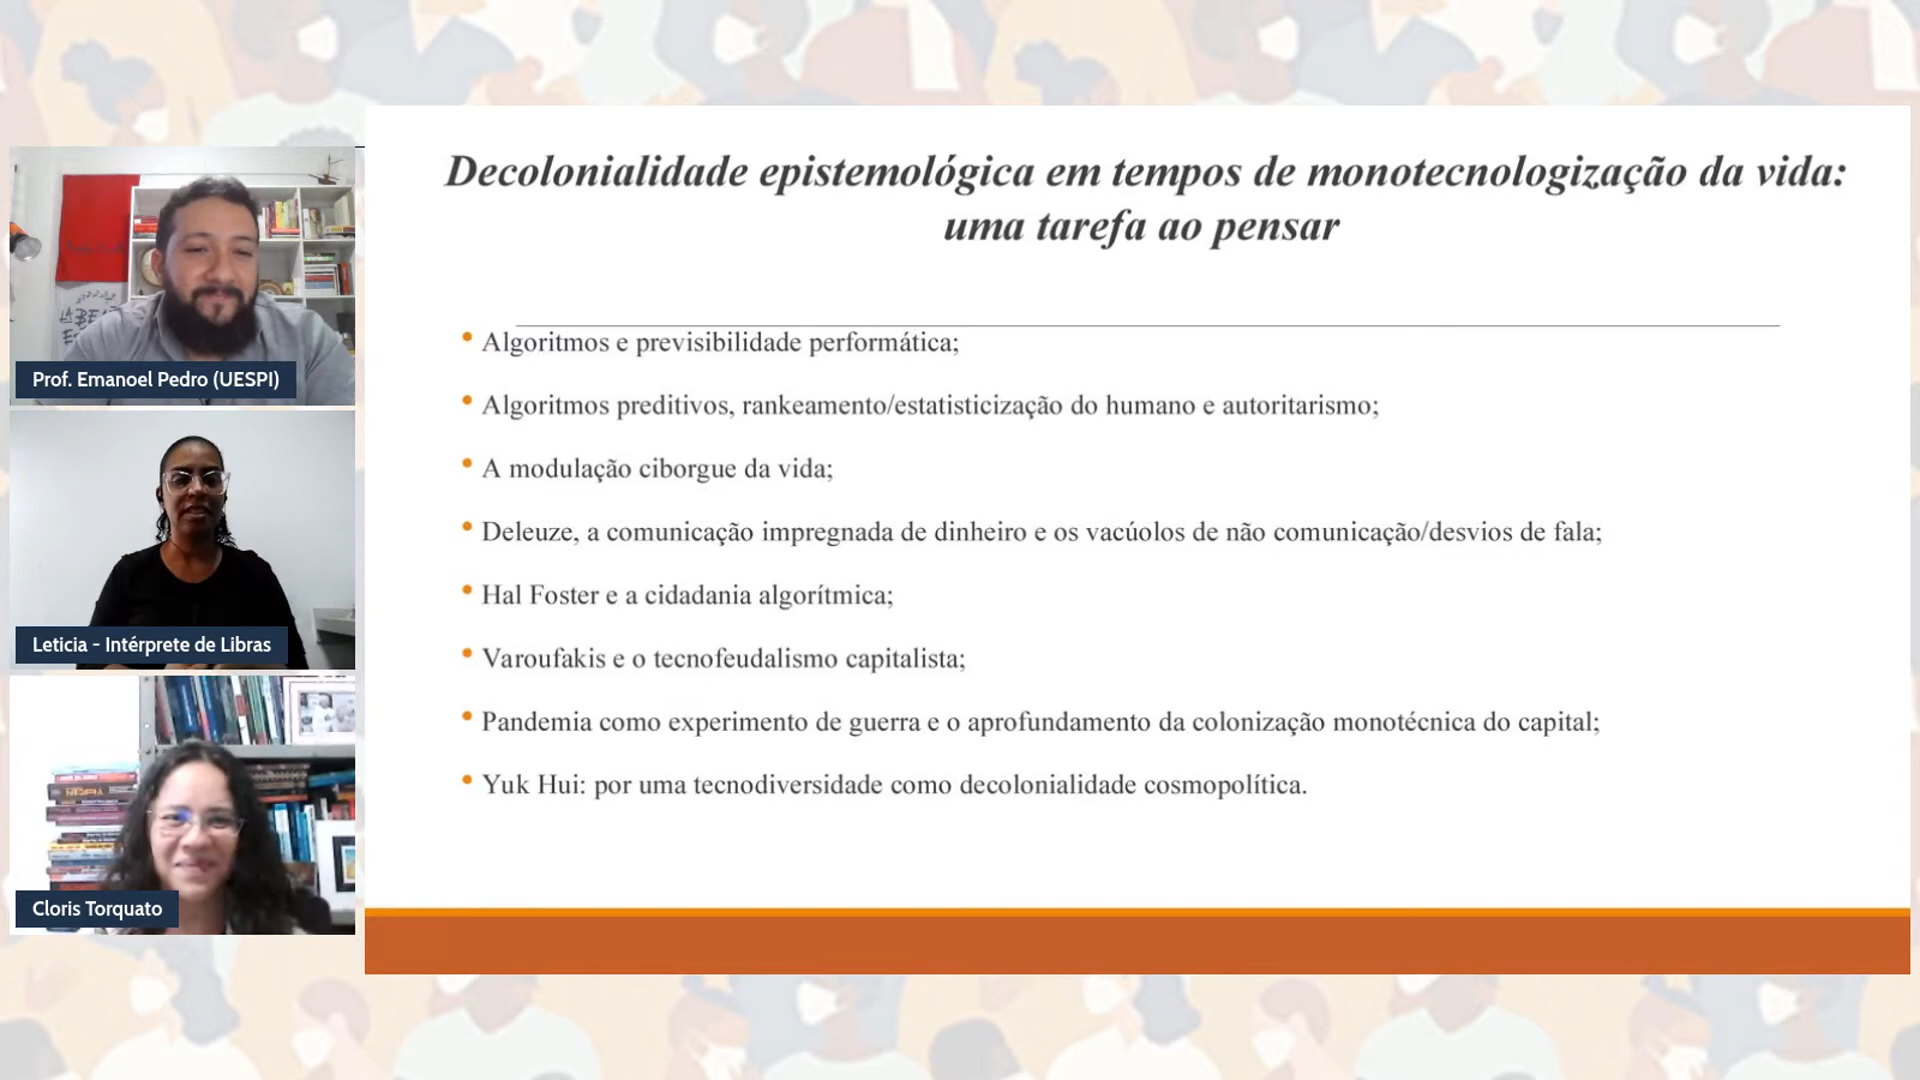 Decolonialidade epistemológica em tempos de monotecnologização da vida:
uma tarefa ao pensar
• Algoritmos e previsibilidade performática;
• Algoritmos preditivos, rankeamento/estatisticização do humano e autoritarismo;
• A modulação ciborgue da vida;
• Deleuze, a comunicação impregnada de dinheiro e os vacúolos de não comunicação/desvios de fala;
• Hal Foster e a cidadania algorítmica;
• Varoufakis e o tecnofeudalismo capitalista;
• Pandemia como experimento de guerra e o aprofundamento da colonização monotécnica do capital;
• Yuk Hui: por uma tecnodiversidade como decolonialidade cosmopolítica.
Prof. Emanoel Pedro (UESPI)
Leticia - Intérprete de Libras
Cloris Torquato